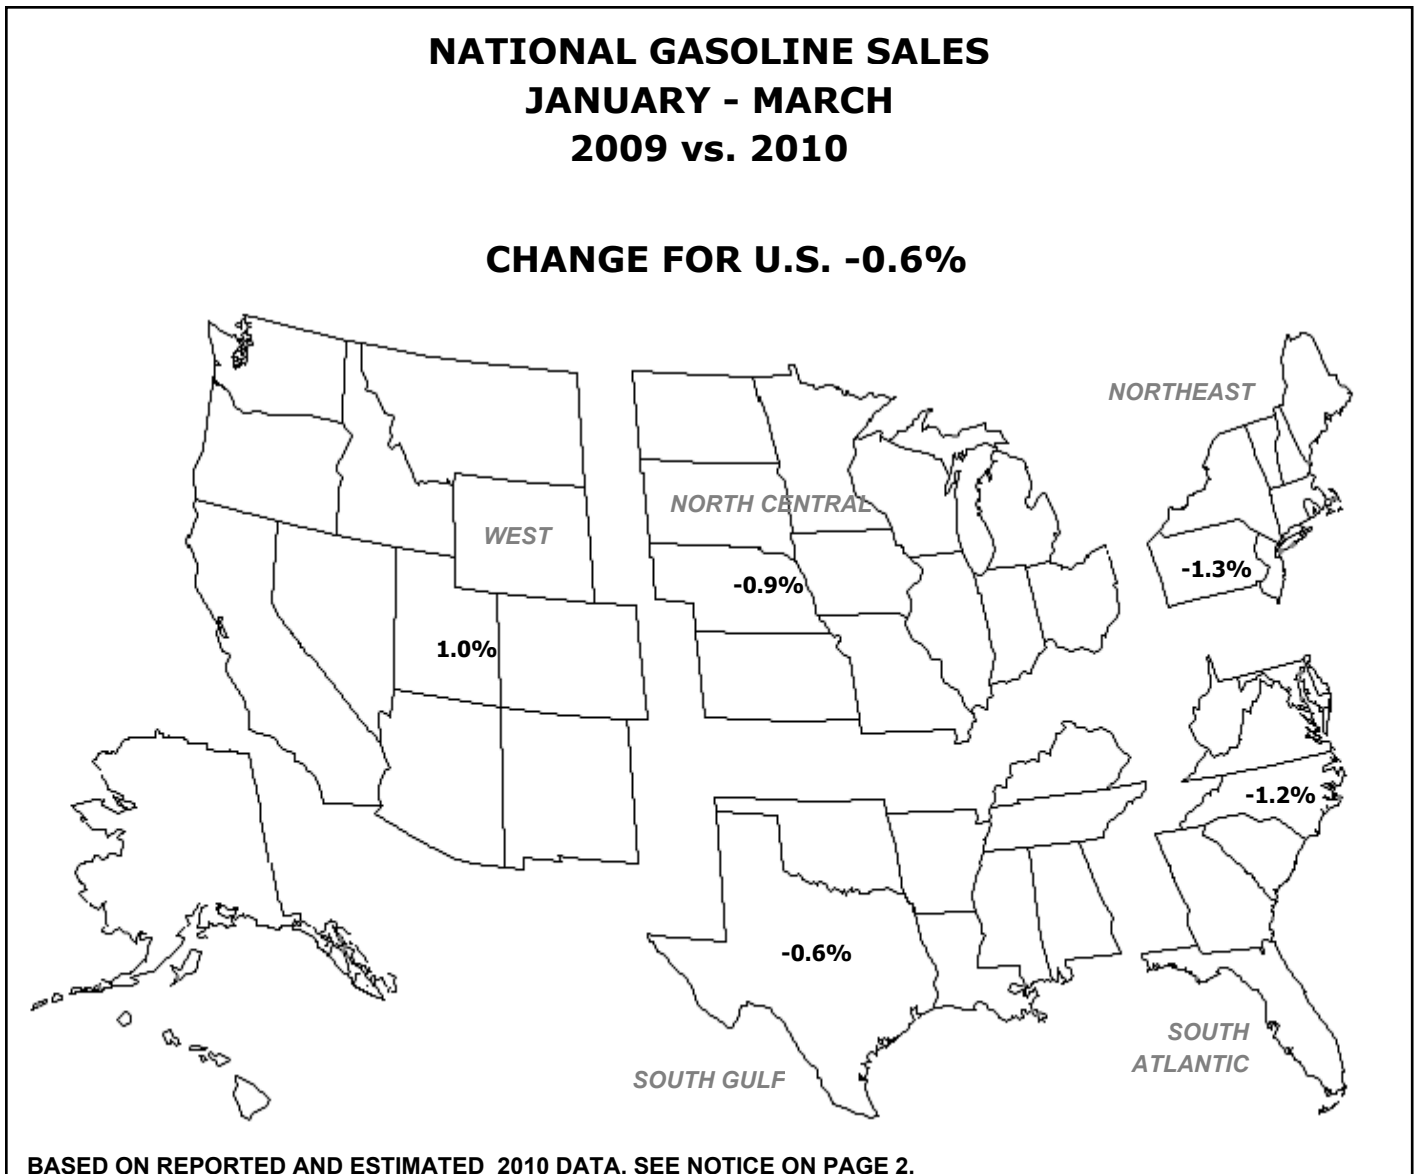 NATIONAL GASOLINE SALES
JANUARY - MARCH
2009 vs. 2010
CHANGE FOR U.S. -0.6%
NORTHEAST
NORTH CENTRAL
WEST
-1.3%
-0.9%
1.0%
-1.2%
-0.6%
SOUTH
ATLANTIC
SOUTH GULF
BASED ON REPORTED AND ESTIMATED 2010 DATA. SEE NOTICE ON PAGE 2.